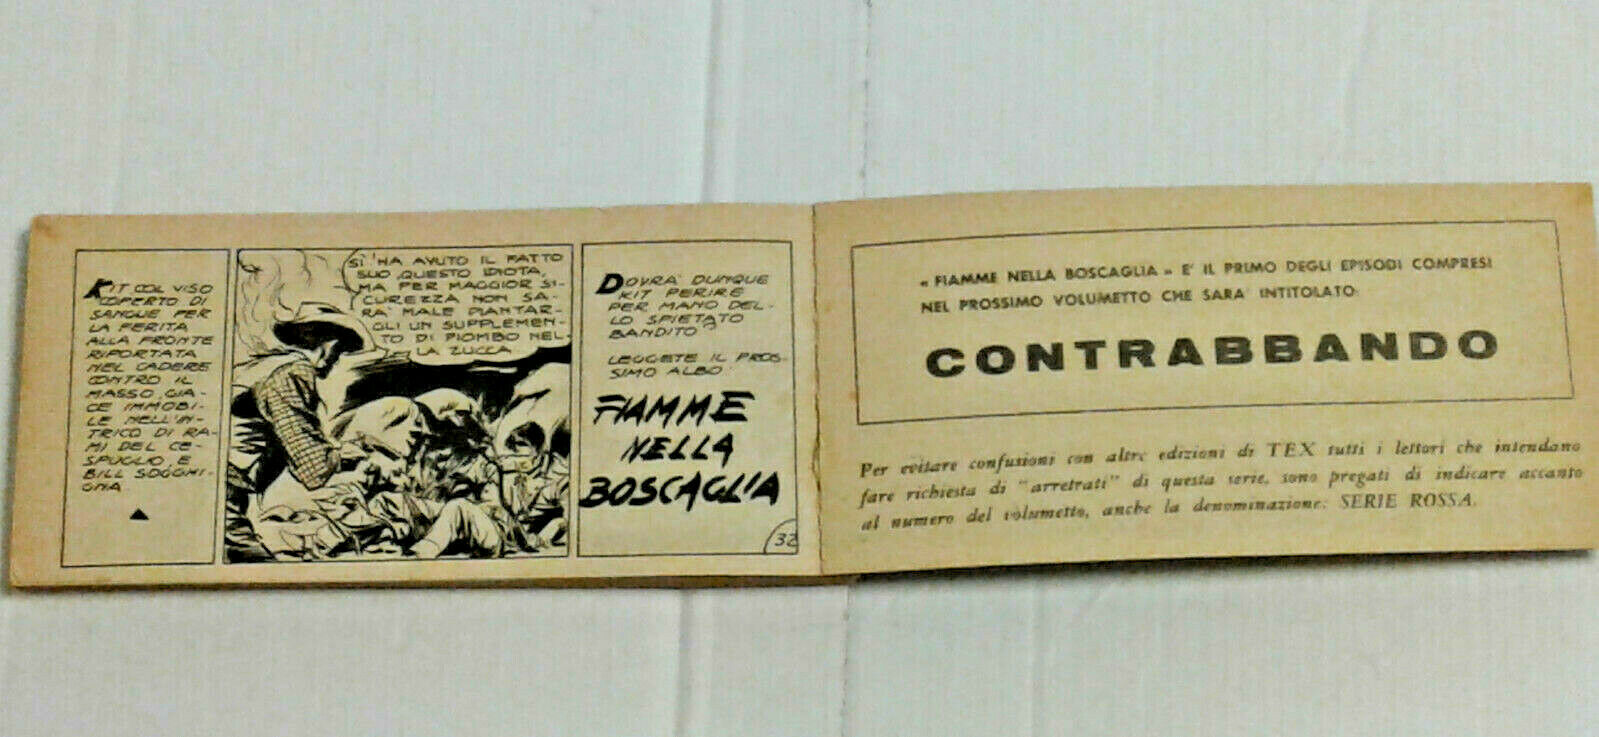 KIT COL VISO
COPERTO DI
SANGUE PER
LA FERITA
ALLA FRONTE
RIPORTATA
NEL CADERE
CONTRO IL
MASSO, GIA-
CE IMMOBI-
LE NELL'IN-
TRICO DI RA-
MI DEL CE-
SPUGLIO E
BILL SOGGHI-
GNA
SI' HA AVUTO IL FATTO
SUO QUESTO IDIOTA,
MA PER MAGGIOR SI-
CUREZZA NON SA-
RA' MALE PIANTAR-
GLI UN SUPPLEMEN-
TO DI PIOMBO NEL-
LA ZUCCA
DOVRA' DUNQUE
KIT PERIRE
PER MANO DEL-
LO SPIETATO
BANDITO?
LEGGETE IL PROS-
SIMO ALBO:
FIAMME
NELLA
BOSCAGLIA
32
« FIAMME NELLA BOSCAGLIA » E' IL PRIMO DEGLI EPISODI COMPRESI
NEL PROSSIMO VOLUMETTO CHE SARA' INTITOLATO:
CONTRABBANDO
Per evitare confusioni con altre edizioni di TEX tutti i lettori che intendano
fare richiesta di "arretrati" di questa serie, sono pregati di indicare accanto
al numero del volumetto, anche la denominazione: SERIE ROSSA.